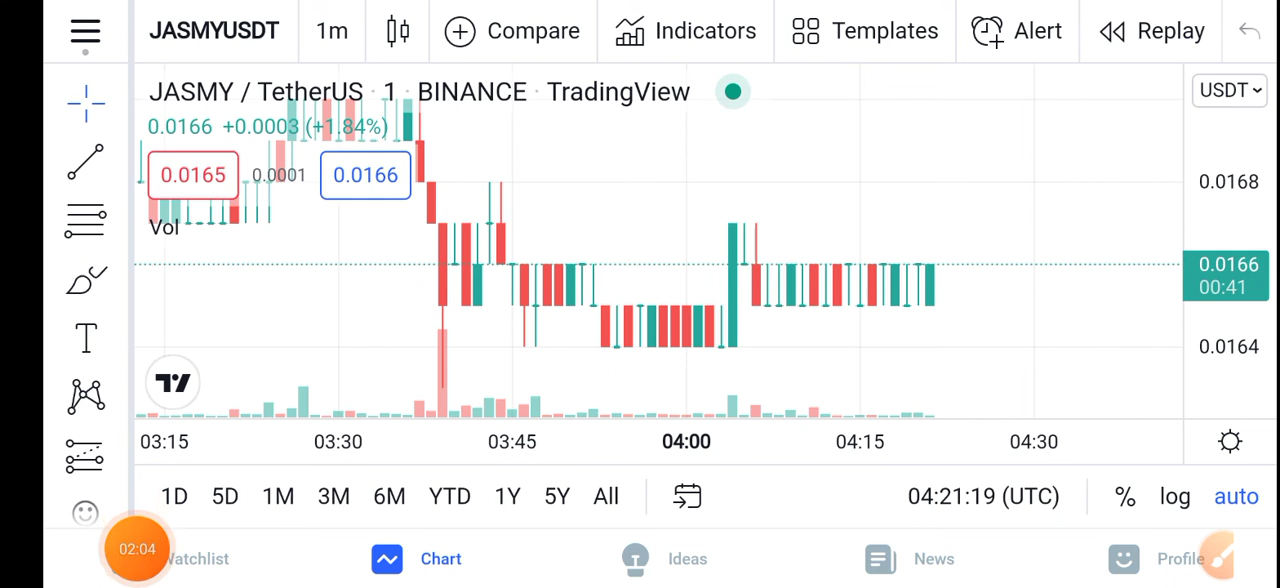 JASMYUSDT 1m Compare Indicators Templates Alert Replay
JASMY / TetherUS · 1 · BINANCE · TradingView
USDT
0.0166 +0.0003 (+1.84%)
0.0165 0.0001 0.0166
0.0168
Vol
0.0166
00:41
0.0164
03:15 03:30 03:45 04:00 04:15 04:30
1D 5D 1M 3M 6M YTD 1Y 5Y All 04:21:19 (UTC) % log auto
02:04 Watchlist Chart Ideas News Profile